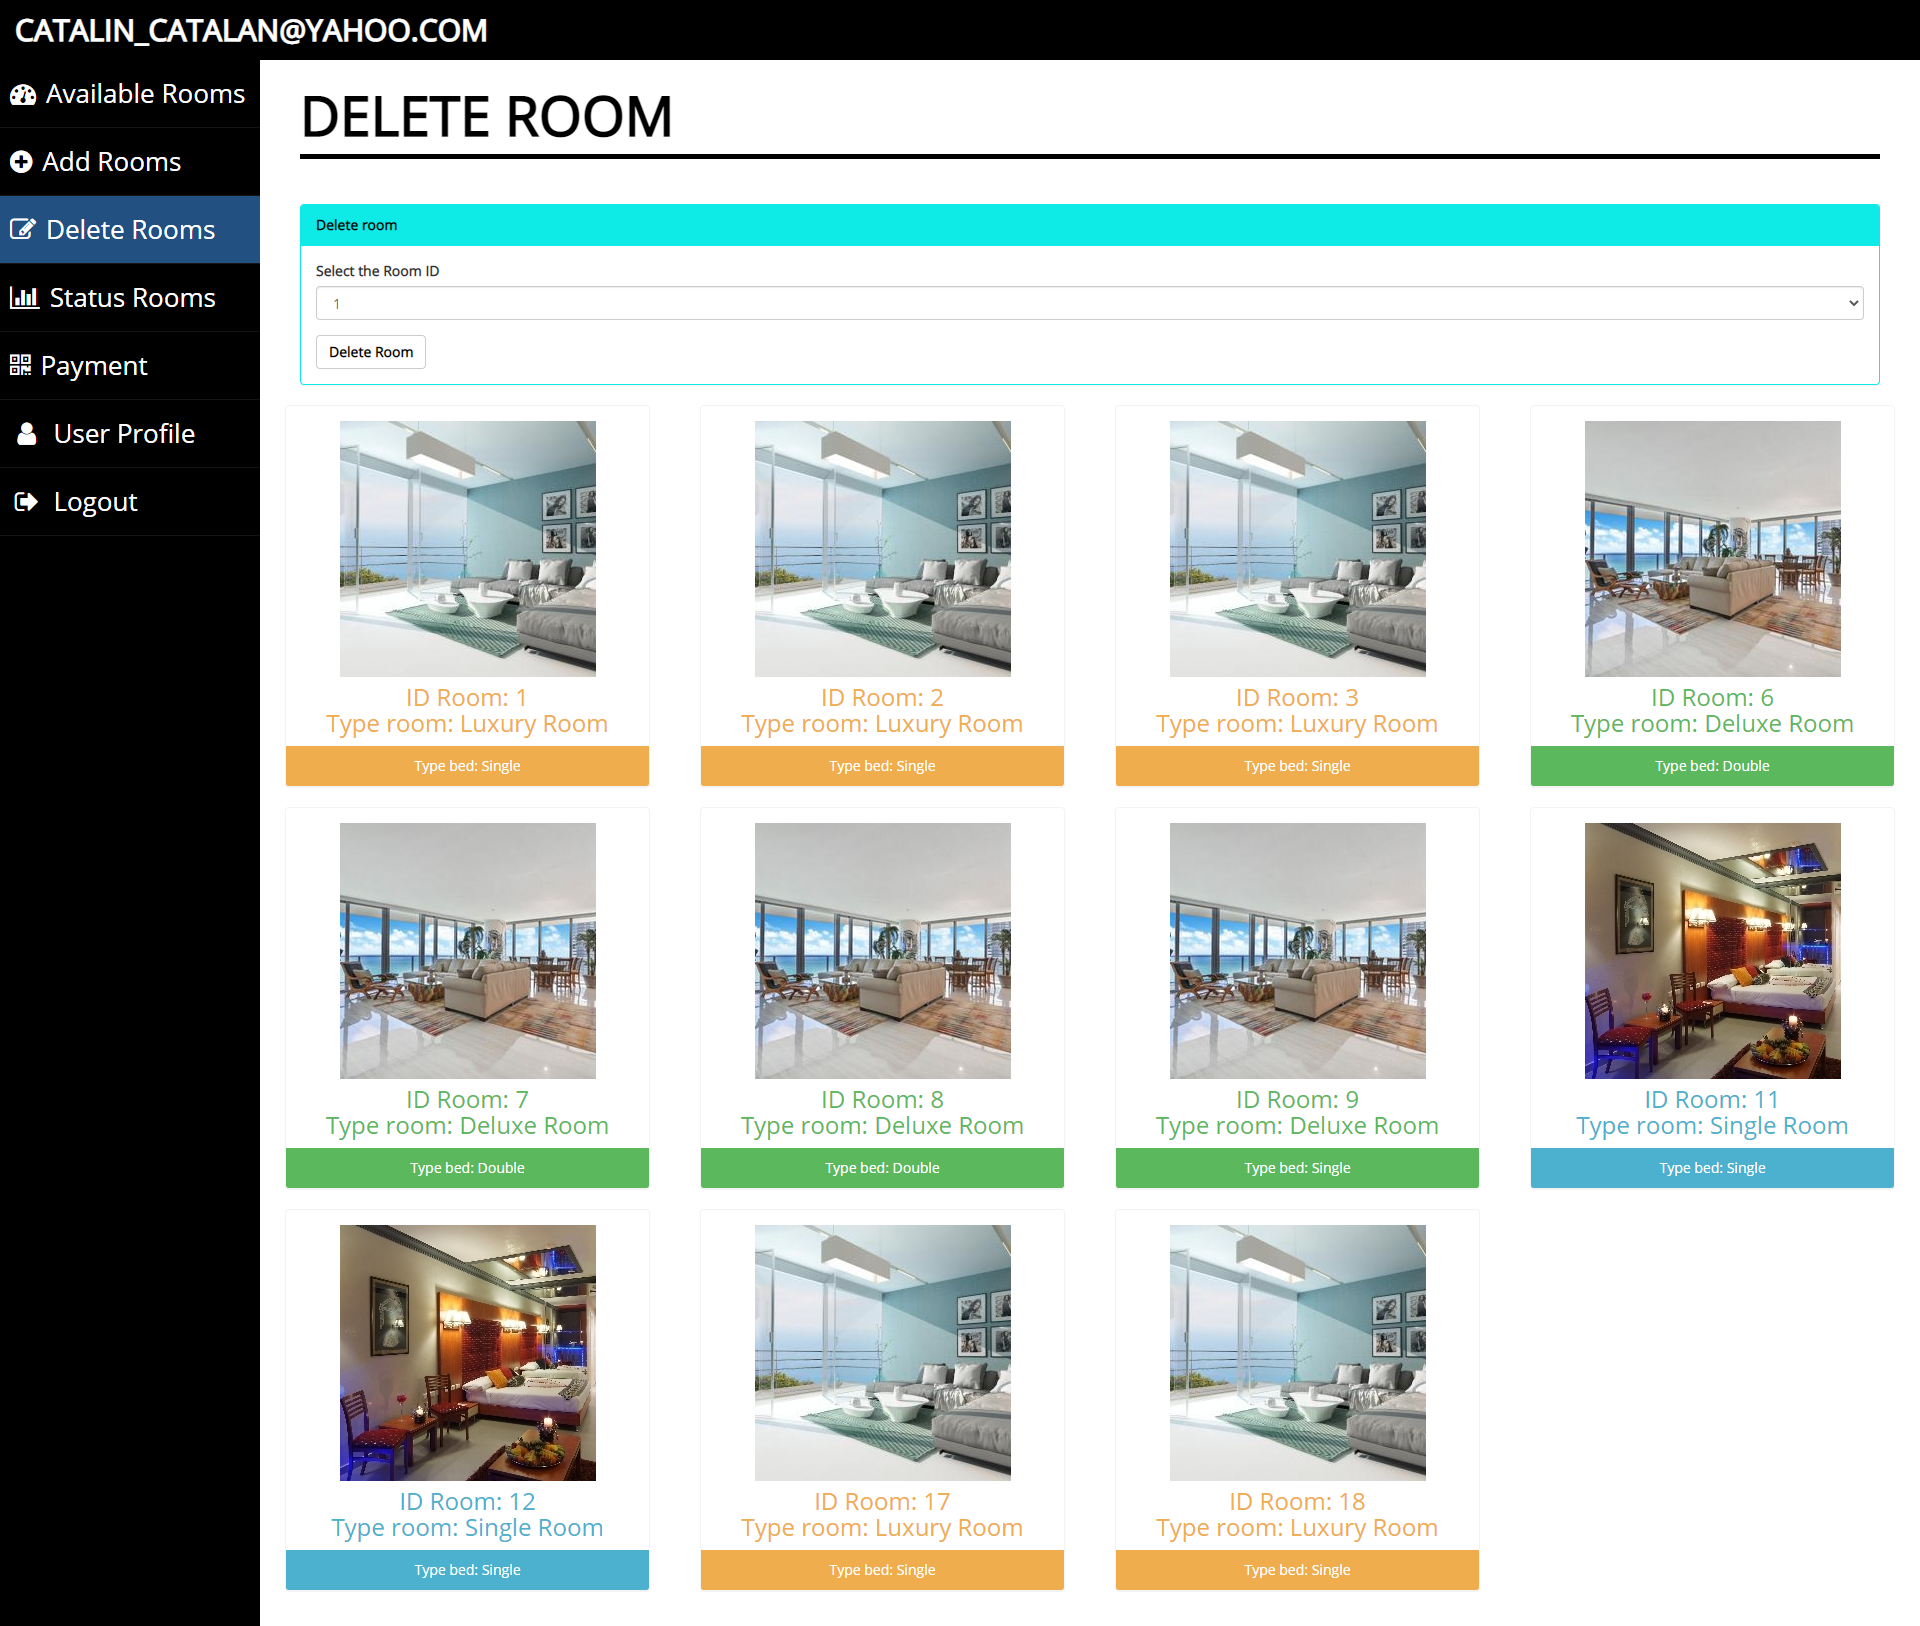 CATALIN_CATALAN@YAHOO.COM
Available Rooms
Add Rooms
Delete Rooms
Status Rooms
Payment
User Profile
Logout
DELETE ROOM
Delete room
Select the Room ID
1
Delete Room
ID Room: 1
Type room: Luxury Room
Type bed: Single
ID Room: 2
Type room: Luxury Room
Type bed: Single
ID Room: 3
Type room: Luxury Room
Type bed: Single
ID Room: 6
Type room: Deluxe Room
Type bed: Double
ID Room: 7
Type room: Deluxe Room
Type bed: Double
ID Room: 8
Type room: Deluxe Room
Type bed: Double
ID Room: 9
Type room: Deluxe Room
Type bed: Single
ID Room: 11
Type room: Single Room
Type bed: Single
ID Room: 12
Type room: Single Room
Type bed: Single
ID Room: 17
Type room: Luxury Room
Type bed: Single
ID Room: 18
Type room: Luxury Room
Type bed: Single